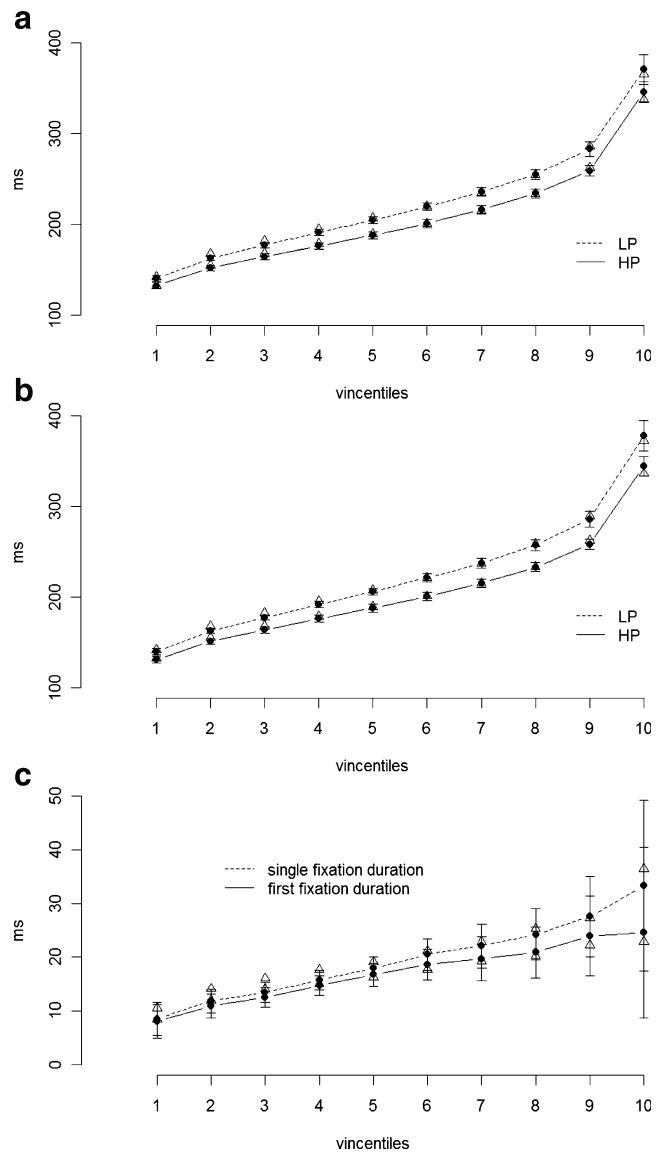 a
400
300
200
100
ms
LP
HP
1 2 3 4 5 6 7 8 9 10
vincentiles
b
400
300
200
100
ms
LP
HP
1 2 3 4 5 6 7 8 9 10
vincentiles
c
50
40
30
20
10
0
ms
single fixation duration
first fixation duration
1 2 3 4 5 6 7 8 9 10
vincentiles